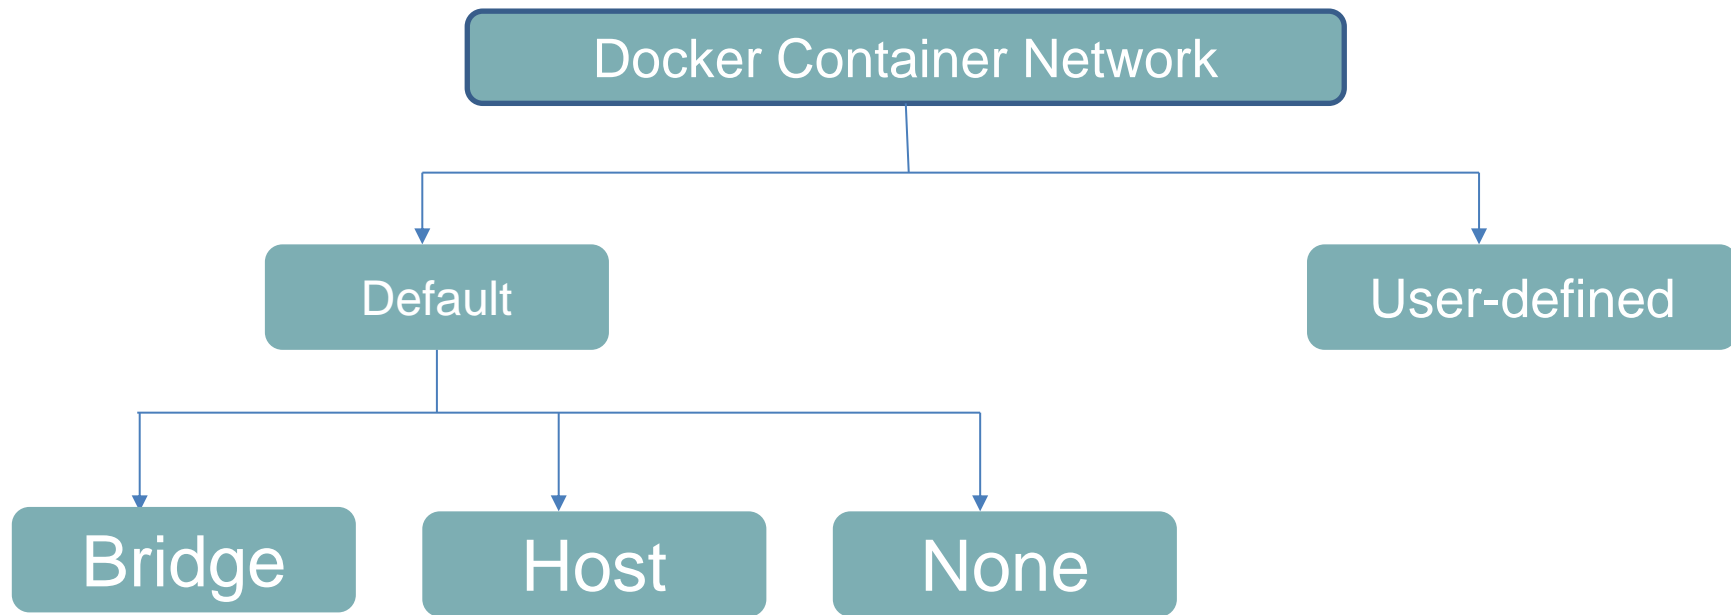 Docker Container Network
Default
User-defined
Bridge
Host
None